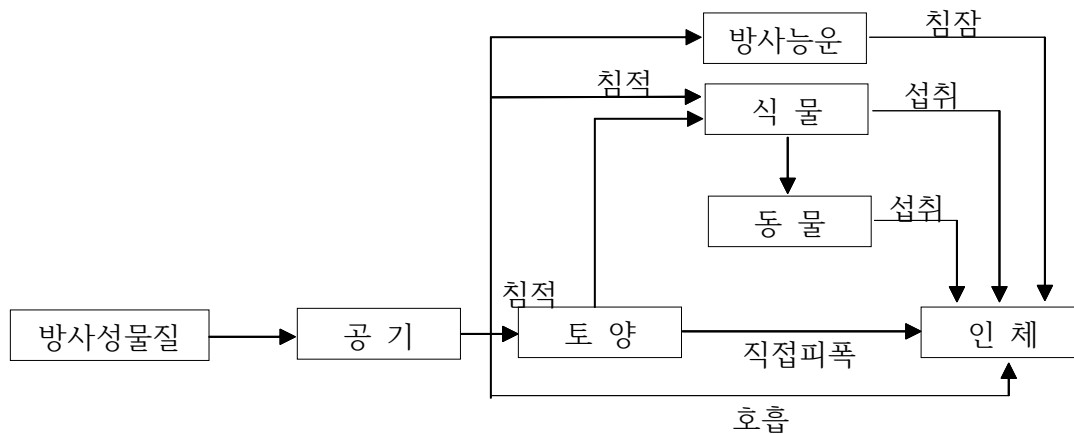 방사능운
침잠
침적
식 물
섭취
동 물
섭취
침적
방사성물질
공 기
토 양
인 체
직접피폭
호흡